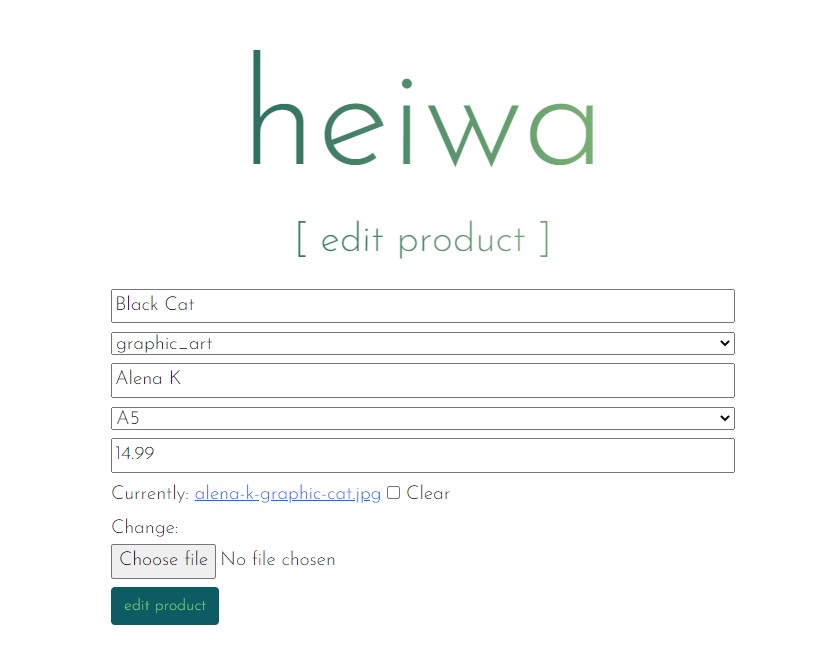 heiwa
[ edit product ]
Black Cat
graphic_art
Alena K
A5
14.99
Currently: alena-k-graphic-cat.jpg Clear
Change:
Choose file No file chosen
edit product